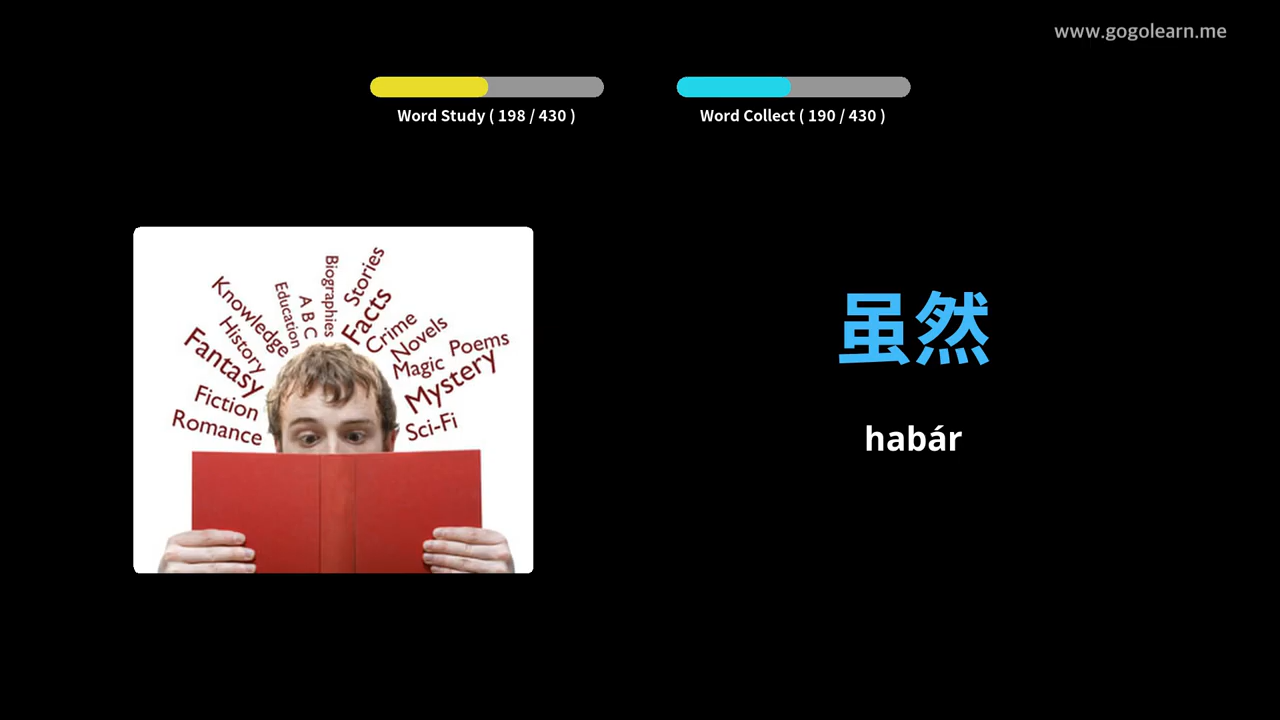 www.gogolearn.me
Word Study ( 198 / 430 )
Word Collect ( 190 / 430 )
Knowledge
Education
A B C
Biographies
Stories
Facts
History
Crime
Novels
Fantasy
Magic
Poems
Mystery
Fiction
Romance
Sci-Fi
虽然
habár